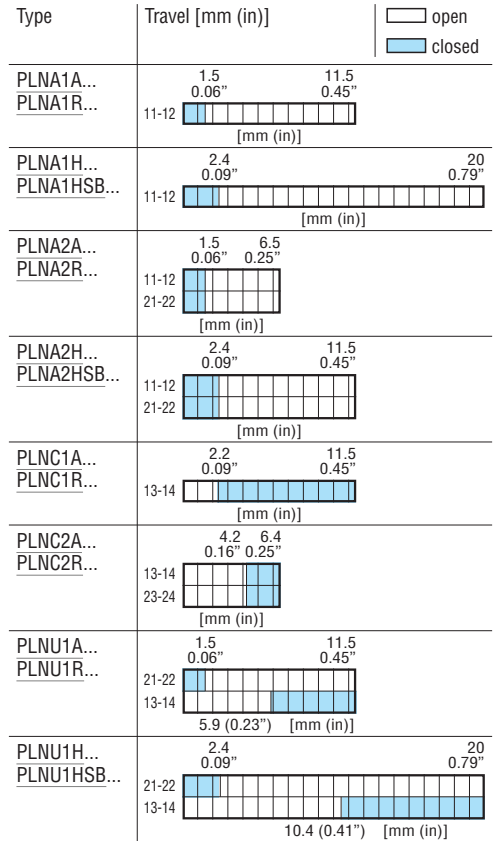 Type Travel [mm (in)] open
closed
PLNA1A...
PLNA1R...
1.5 11.5
0.06” 0.45”
11-12
[mm (in)]
PLNA1H...
PLNA1HSB...
2.4 20
0.09” 0.79”
11-12
[mm (in)]
PLNA2A...
PLNA2R...
1.5 6.5
0.06” 0.25”
11-12
21-22
[mm (in)]
PLNA2H...
PLNA2HSB...
2.4 11.5
0.09” 0.45”
11-12
21-22
[mm (in)]
PLNC1A...
PLNC1R...
2.2 11.5
0.09” 0.45”
13-14
[mm (in)]
PLNC2A...
PLNC2R...
4.2 6.4
0.16” 0.25”
13-14
23-24
[mm (in)]
PLNU1A...
PLNU1R...
1.5 11.5
0.06” 0.45”
21-22
13-14
5.9 (0.23”) [mm (in)]
PLNU1H...
PLNU1HSB...
2.4 20
0.09” 0.79”
21-22
13-14
10.4 (0.41”) [mm (in)]